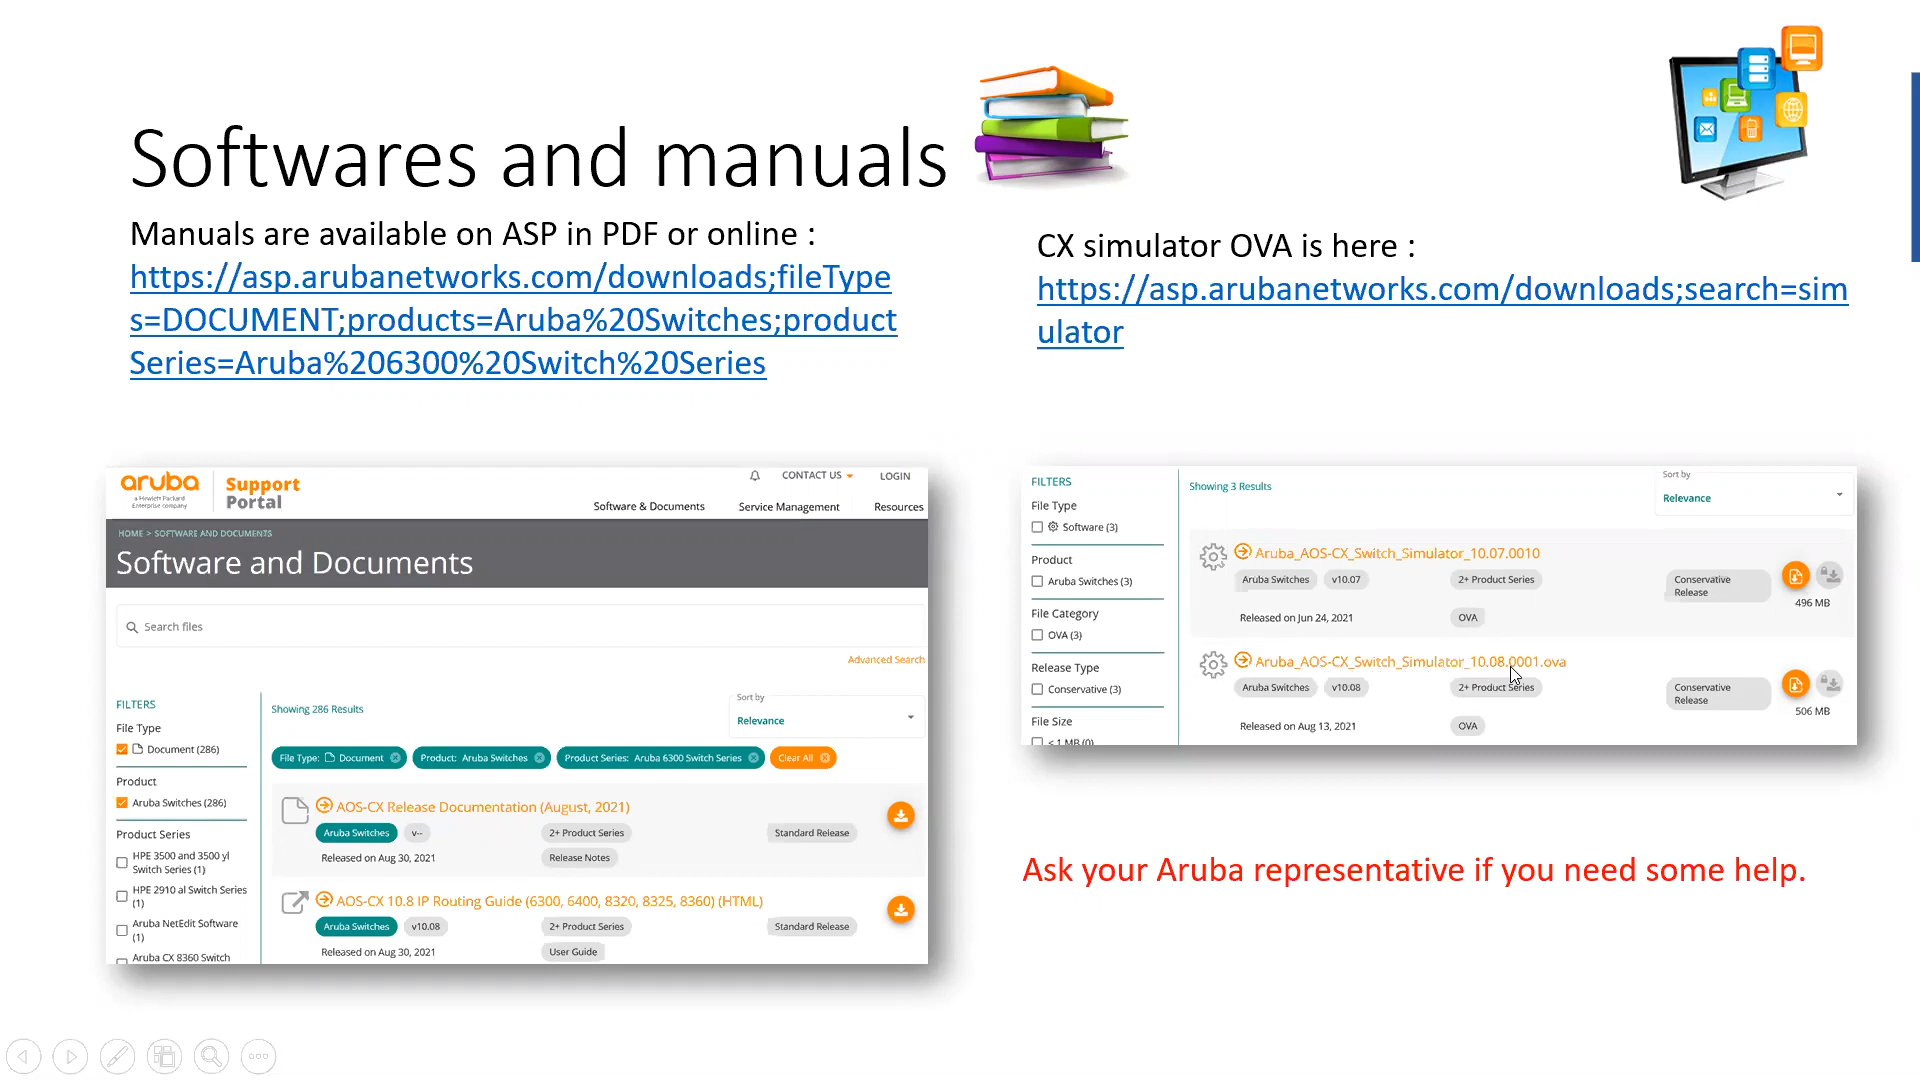 Softwares and manuals
Manuals are available on ASP in PDF or online :
https://asp.arubanetworks.com/downloads;fileType
s=DOCUMENT;products=Aruba%20Switches;product
Series=Aruba%206300%20Switch%20Series
CX simulator OVA is here :
https://asp.arubanetworks.com/downloads;search=sim
ulator
aruba
a Hewlett Packard
Enterprise company
Support
Portal
CONTACT US
LOGIN
Software & Documents
Service Management
Resources
HOME > SOFTWARE AND DOCUMENTS
Software and Documents
Search files
Advanced Search
FILTERS
File Type
Document (286)
Product
Aruba Switches (286)
Product Series
HPE 3500 and 3500 yl
Switch Series (1)
HPE 2910 al Switch Series
(1)
Aruba NetEdit Software
(1)
Aruba CX 8360 Switch
Showing 286 Results
Sort by
Relevance
File Type: Document
Product: Aruba Switches
Product Series: Aruba 6300 Switch Series
Clear All
AOS-CX Release Documentation (August, 2021)
Aruba Switches
v--
2+ Product Series
Standard Release
Released on Aug 30, 2021
Release Notes
AOS-CX 10.8 IP Routing Guide (6300, 6400, 8320, 8325, 8360) (HTML)
Aruba Switches
v10.08
2+ Product Series
Standard Release
Released on Aug 30, 2021
User Guide
FILTERS
File Type
Software (3)
Product
Aruba Switches (3)
File Category
OVA (3)
Release Type
Conservative (3)
File Size
< 1 MB (0)
Showing 3 Results
Sort by
Relevance
Aruba_AOS-CX_Switch_Simulator_10.07.0010
Aruba Switches
v10.07
2+ Product Series
Conservative
Release
496 MB
Released on Jun 24, 2021
OVA
Aruba_AOS-CX_Switch_Simulator_10.08.0001.ova
Aruba Switches
v10.08
2+ Product Series
Conservative
Release
506 MB
Released on Aug 13, 2021
OVA
Ask your Aruba representative if you need some help.